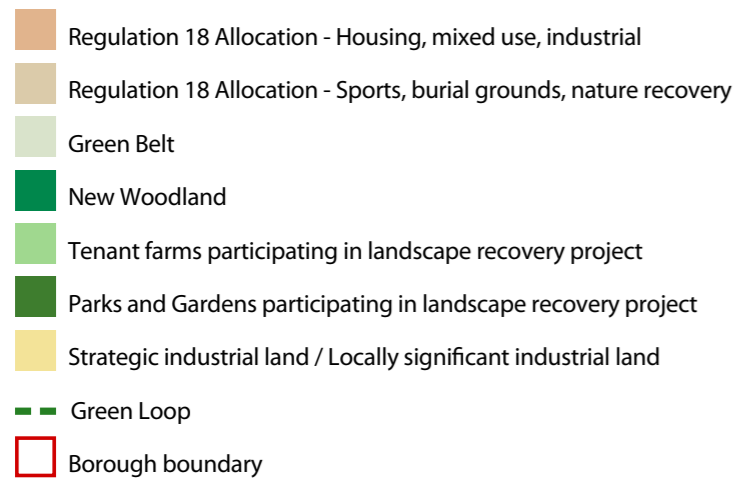 Regulation 18 Allocation - Housing, mixed use, industrial
Regulation 18 Allocation - Sports, burial grounds, nature recovery
Green Belt
New Woodland
Tenant farms participating in landscape recovery project
Parks and Gardens participating in landscape recovery project
Strategic industrial land / Locally significant industrial land
Green Loop
Borough boundary